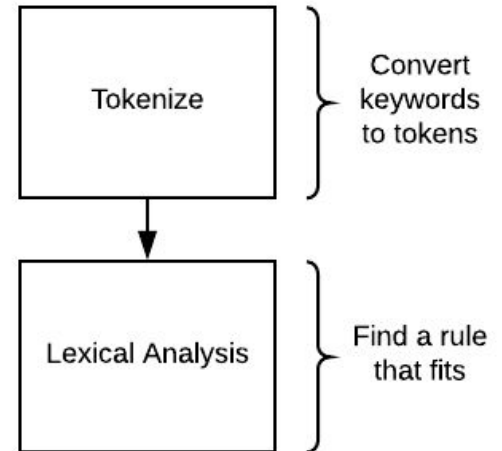 Tokenize
Convert
keywords
to tokens
Lexical Analysis
Find a rule
that fits